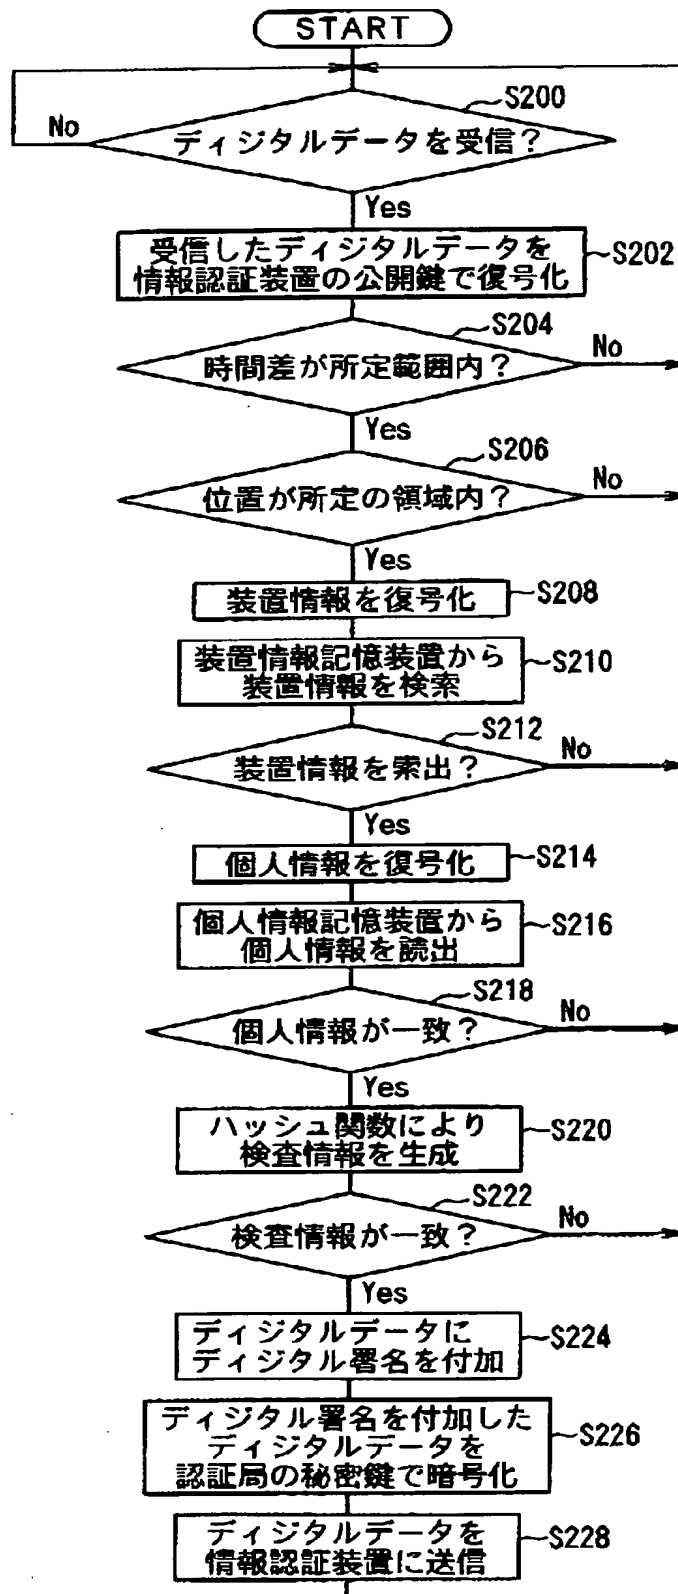 START
S200
No
ディジタルデータを受信?
Yes
受信したディジタルデータを
情報認証装置の公開鍵で復号化
S202
S204
No
時間差が所定範囲内?
Yes
S206
No
位置が所定の領域内?
Yes
装置情報を復号化
S208
装置情報記憶装置から
装置情報を検索
S210
S212
No
装置情報を索出?
Yes
個人情報を復号化
S214
個人情報記憶装置から
個人情報を読出
S216
S218
No
個人情報が一致?
Yes
ハッシュ関数により
検査情報を生成
S220
S222
No
検査情報が一致?
Yes
ディジタルデータに
ディジタル署名を付加
S224
ディジタル署名を付加した
ディジタルデータを
認証局の秘密鍵で暗号化
S226
ディジタルデータを
情報認証装置に送信
S228